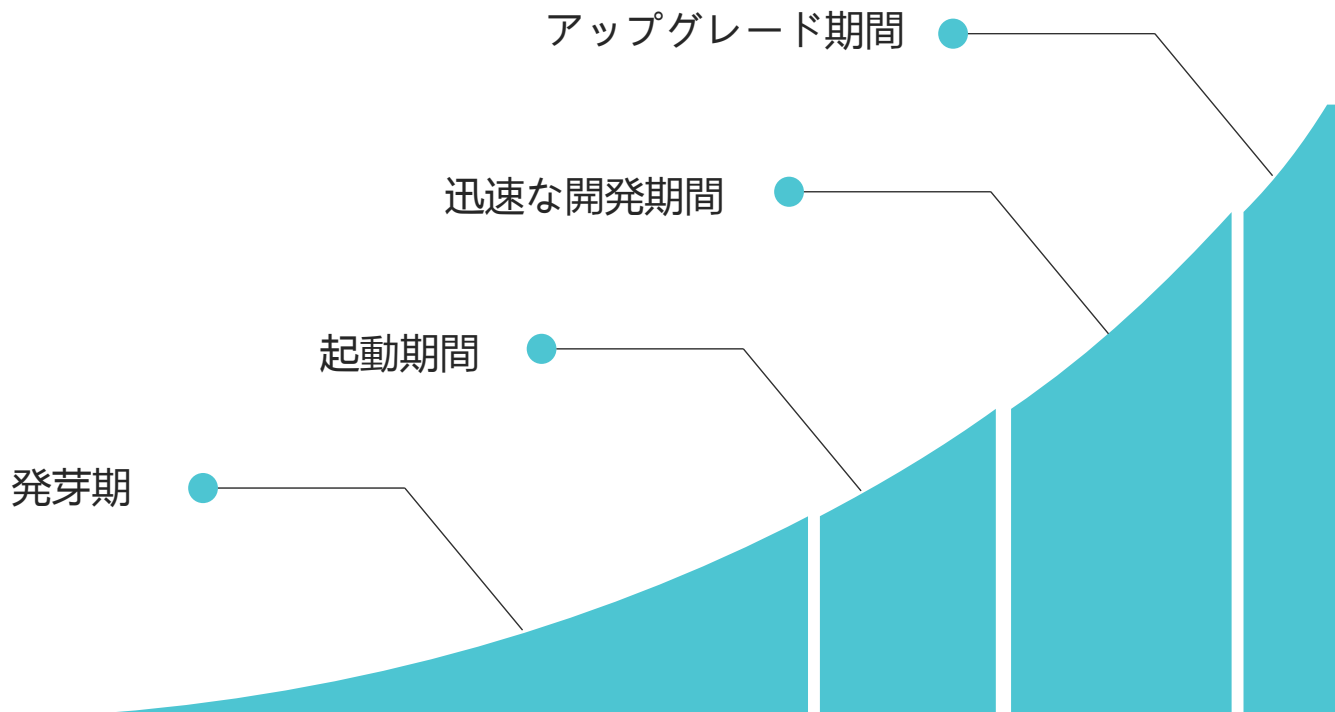 アップグレード期間
迅速な開発期間
起動期間
発芽期